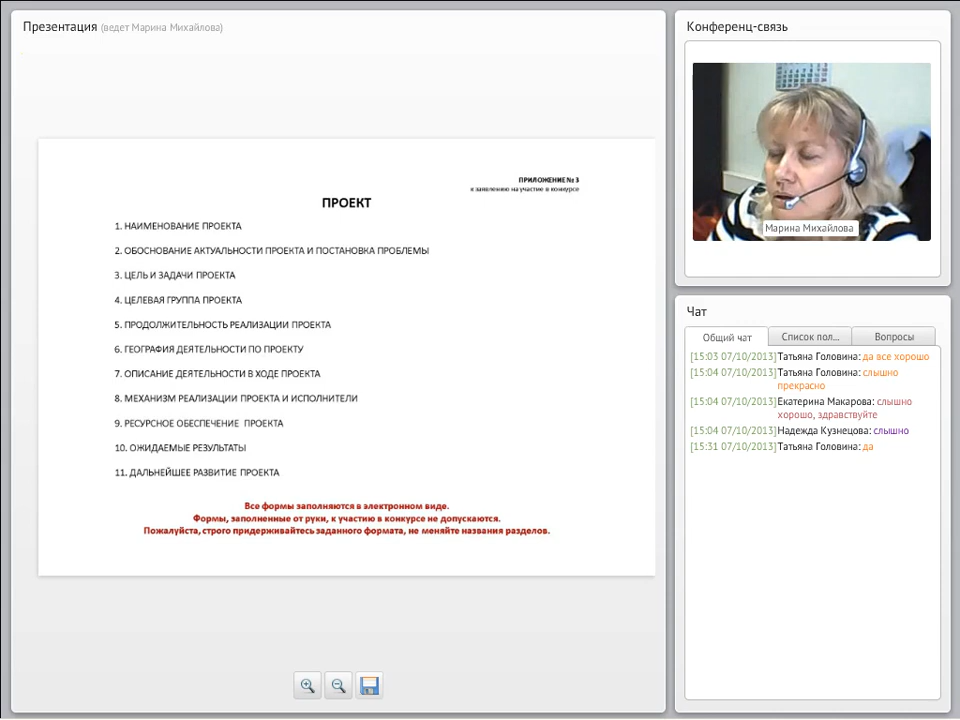 Презентация (ведет Марина Михайлова)
ПРИЛОЖЕНИЕ № 3
к заявлению на участие в конкурсе
ПРОЕКТ
1. НАИМЕНОВАНИЕ ПРОЕКТА
2. ОБОСНОВАНИЕ АКТУАЛЬНОСТИ ПРОЕКТА И ПОСТАНОВКА ПРОБЛЕМЫ
3. ЦЕЛЬ И ЗАДАЧИ ПРОЕКТА
4. ЦЕЛЕВАЯ ГРУППА ПРОЕКТА
5. ПРОДОЛЖИТЕЛЬНОСТЬ РЕАЛИЗАЦИИ ПРОЕКТА
6. ГЕОГРАФИЯ ДЕЯТЕЛЬНОСТИ ПО ПРОЕКТУ
7. ОПИСАНИЕ ДЕЯТЕЛЬНОСТИ В ХОДЕ ПРОЕКТА
8. МЕХАНИЗМ РЕАЛИЗАЦИИ ПРОЕКТА И ИСПОЛНИТЕЛИ
9. РЕСУРСНОЕ ОБЕСПЕЧЕНИЕ ПРОЕКТА
10. ОЖИДАЕМЫЕ РЕЗУЛЬТАТЫ
11. ДАЛЬНЕЙШЕЕ РАЗВИТИЕ ПРОЕКТА
Все формы заполняются в электронном виде.
Формы, заполненные от руки, к участию в конкурсе не допускаются.
Пожалуйста, строго придерживайтесь заданного формата, не меняйте названия разделов.
Конференц-связь
Марина Михайлова
Чат
Общий чат
Список пол...
Вопросы
[15:03 07/10/2013]Татьяна Головина: да все хорошо
[15:04 07/10/2013]Татьяна Головина: слышно
прекрасно
[15:04 07/10/2013]Екатерина Макарова: слышно
хорошо, здравствуйте
[15:04 07/10/2013]Надежда Кузнецова: слышно
[15:31 07/10/2013]Татьяна Головина: да